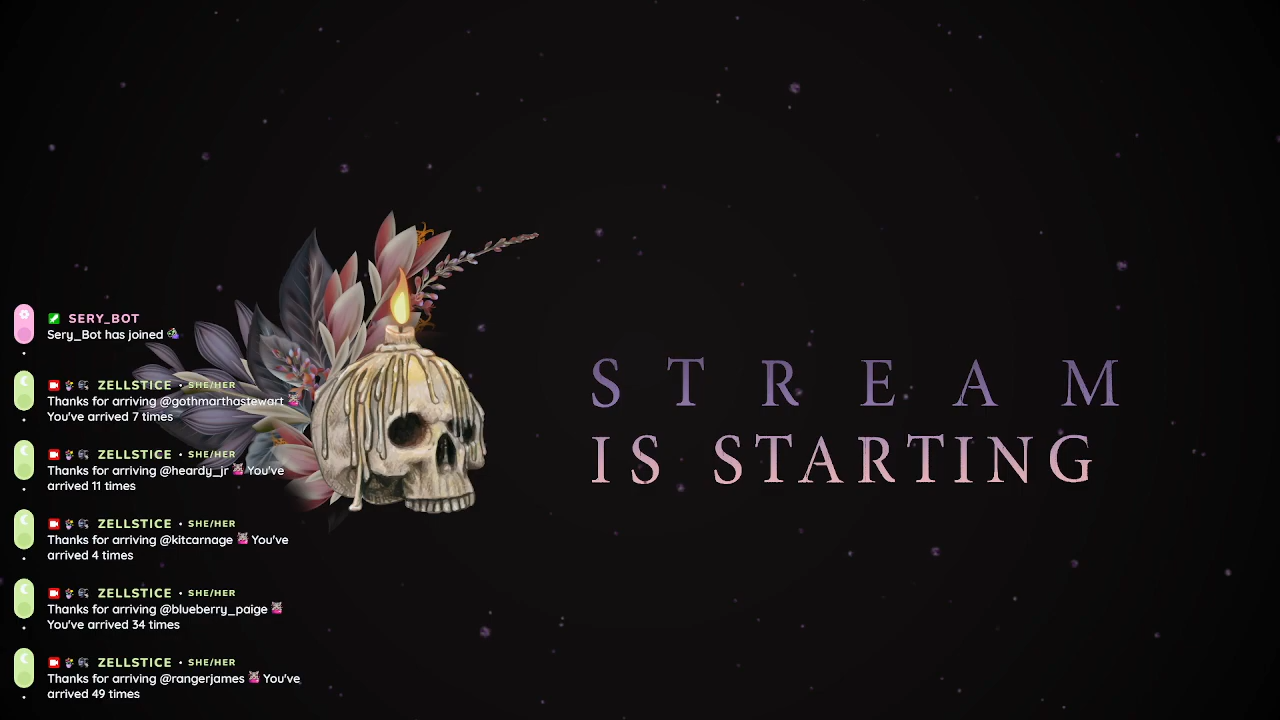 SERY_BOT
Sery_Bot has joined
ZELLSTICE • SHE/HER
Thanks for arriving @gothmarthastewart
You've arrived 7 times
ZELLSTICE • SHE/HER
Thanks for arriving @heardy_jr You've
arrived 11 times
ZELLSTICE • SHE/HER
Thanks for arriving @kitcarnage You've
arrived 4 times
ZELLSTICE • SHE/HER
Thanks for arriving @blueberry_paige
You've arrived 34 times
ZELLSTICE • SHE/HER
Thanks for arriving @rangerjames You've
arrived 49 times
STREAM
IS STARTING